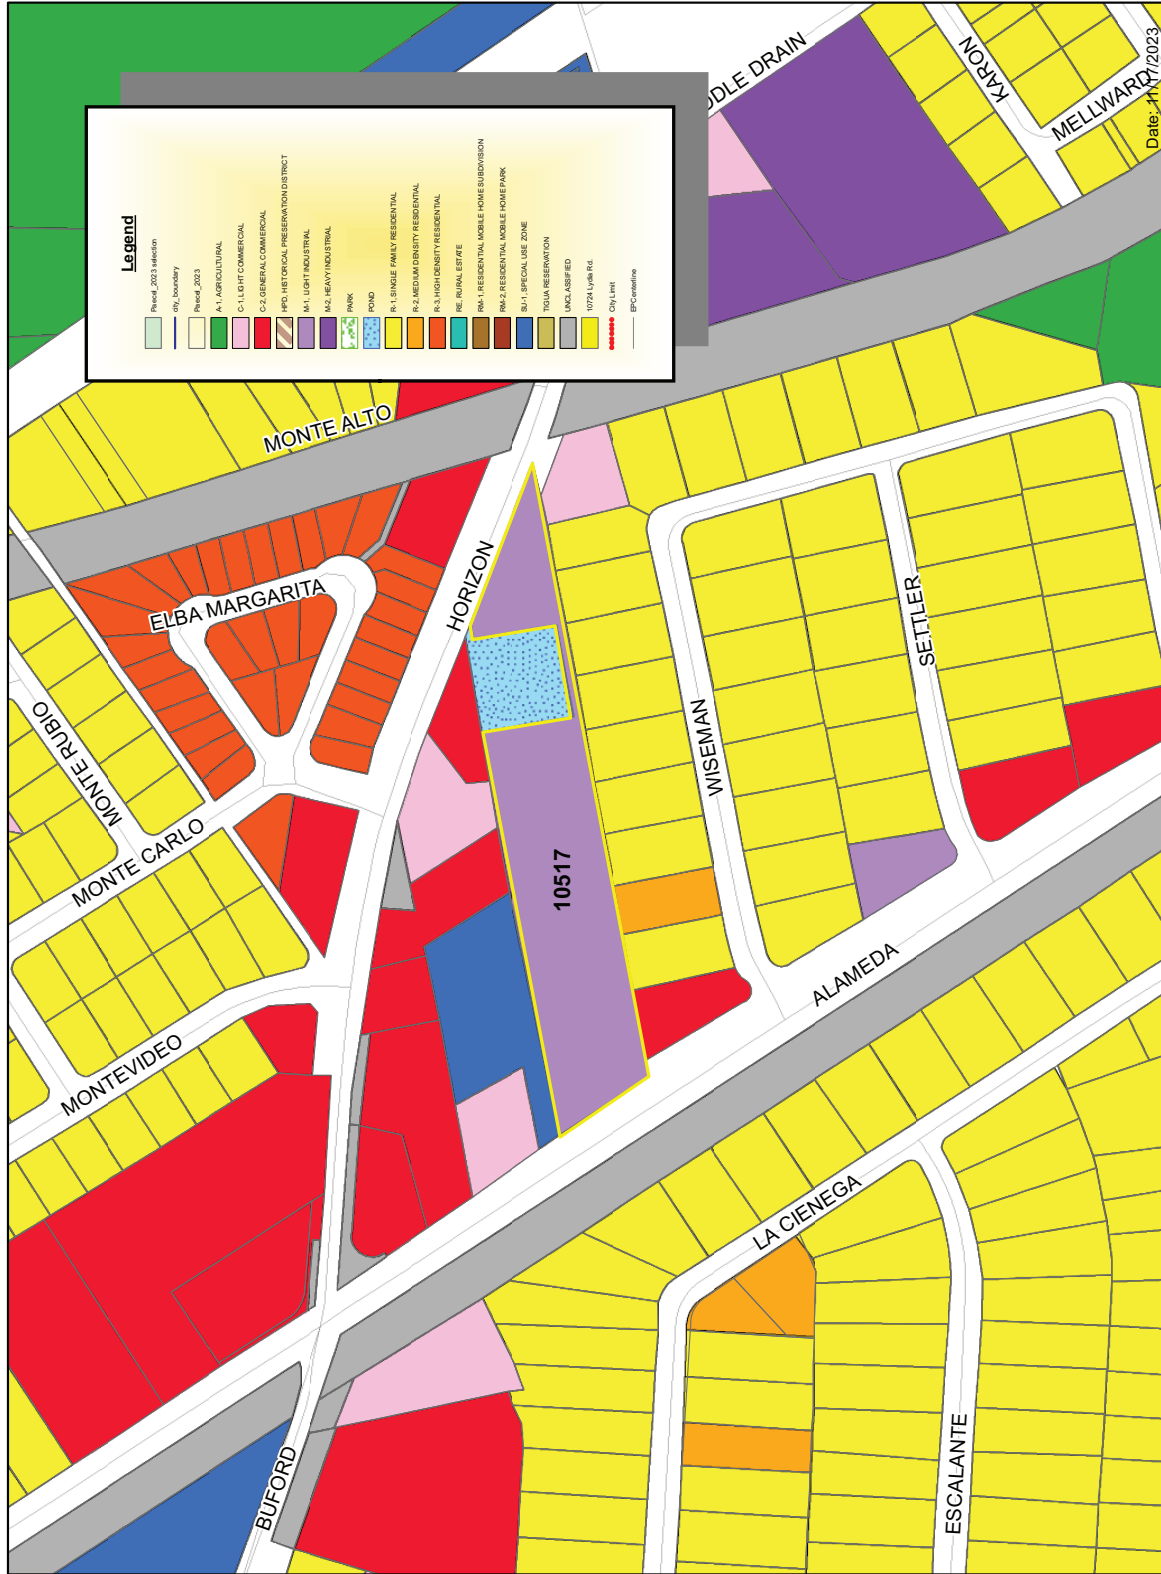 Legend
Parcel_2023 selection
city_boundary
Parcel_2023
A-1, AGRICULTURAL
C-1, LIGHT COMMERCIAL
C-2, GENERAL COMMERCIAL
HPD, HISTORICAL PRESERVATION DISTRICT
M-1, LIGHT INDUSTRIAL
M-2, HEAVY INDUSTRIAL
PARK
POND
R-1, SINGLE FAMILY RESIDENTIAL
R-2, MEDIUM DENSITY RESIDENTIAL
R-3, HIGH DENSITY RESIDENTIAL
RE, RURAL ESTATE
RM-1, RESIDENTIAL MOBILE HOME SUBDIVISION
RM-2, RESIDENTIAL MOBILE HOME PARK
SU-1, SPECIAL USE ZONE
TIGUA RESERVATION
UNCLASSIFIED
10724 Lydia Rd.
City Limit
EPCenterline
DDLE DRAIN
KARON
MELLWARD
MONTE ALTO
ELBA MARGARITA
HORIZON
MONTE RUBIO
MONTE CARLO
MONTEVIDEO
10517
WISEMAN
SETTLER
ALAMEDA
LA CIENEGA
BUFORD
ESCALANTE
Date: 11/17/2023